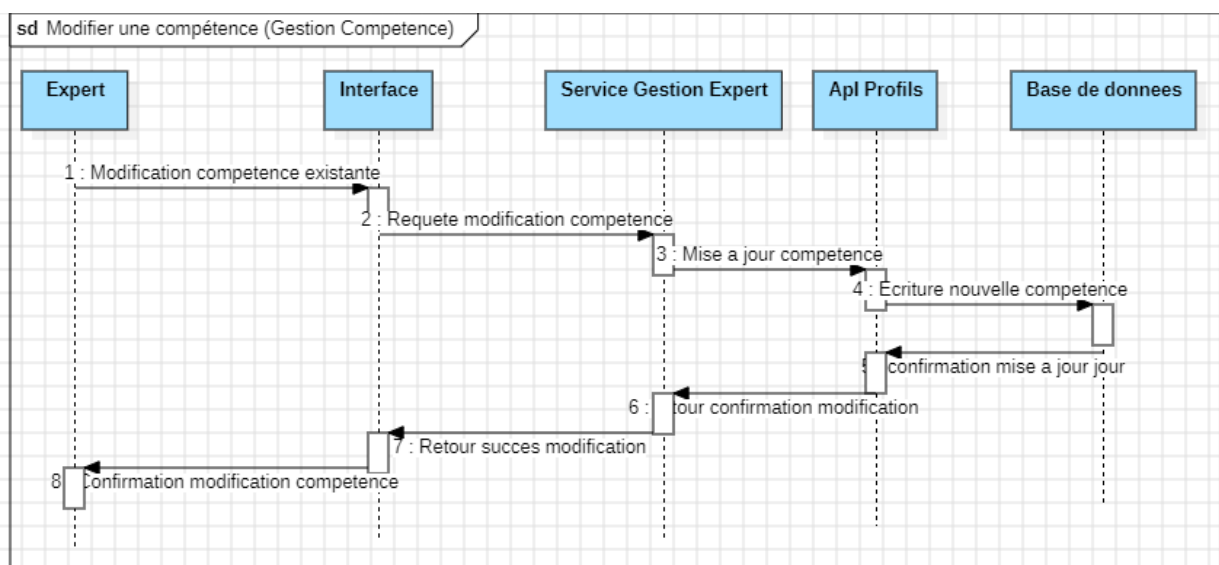 sd Modifier une compétence (Gestion Competence)
Expert
Interface
Service Gestion Expert
ApI Profils
Base de donnees
1 : Modification competence existante
2 : Requete modification competence
3 : Mise a jour competence
4 : Ecriture nouvelle competence
confirmation mise a jour jour
6 : tour confirmation modification
7 : Retour succes modification
8 onfirmation modification competence